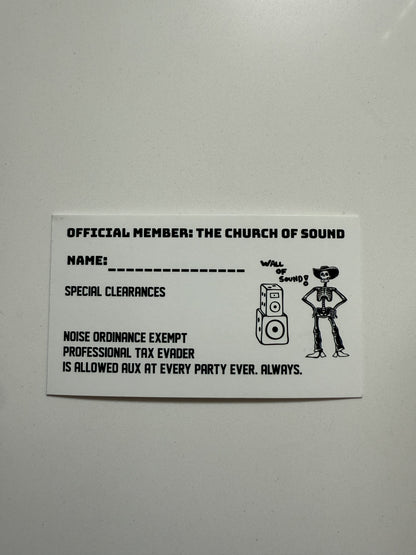 OFFICIAL MEMBER: THE CHURCH OF SOUND
NAME:_______________
WALL
OF
SOUND!
SPECIAL CLEARANCES
NOISE ORDINANCE EXEMPT
PROFESSIONAL TAX EVADER
IS ALLOWED AUX AT EVERY PARTY EVER. ALWAYS.